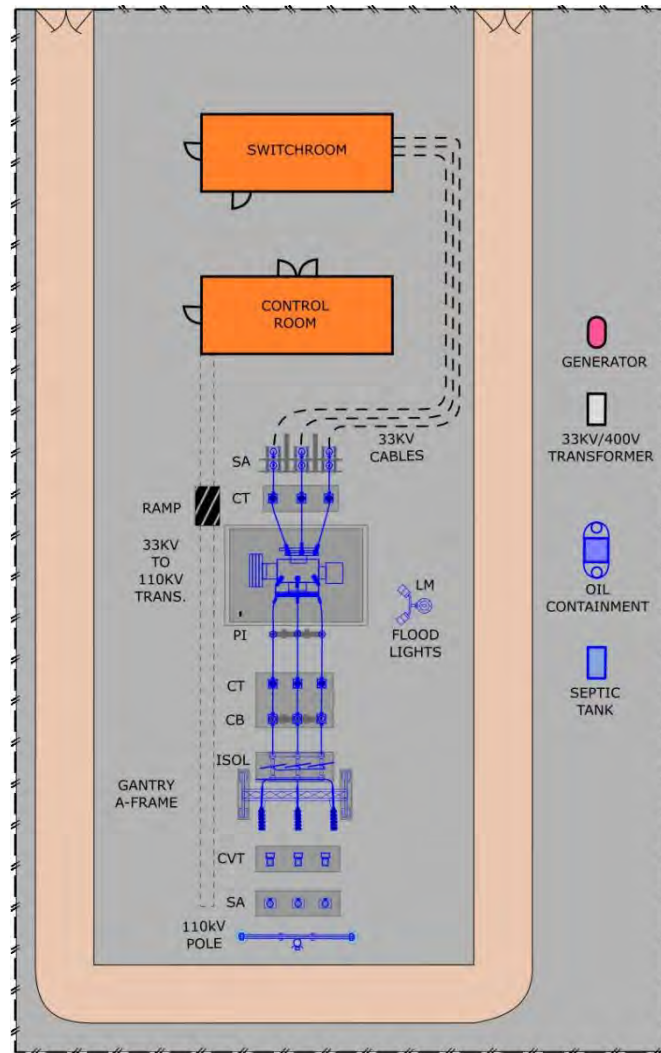 SWITCHROOM
CONTROL
ROOM
GENERATOR
33KV/400V
TRANSFORMER
33KV
CABLES
SA
CT
RAMP
33KV
TO
110KV
TRANS.
LM
FLOOD
LIGHTS
OIL
CONTAINMENT
PI
CT
SEPTIC
TANK
CB
ISOL
GANTRY
A-FRAME
CVT
SA
110kV
POLE